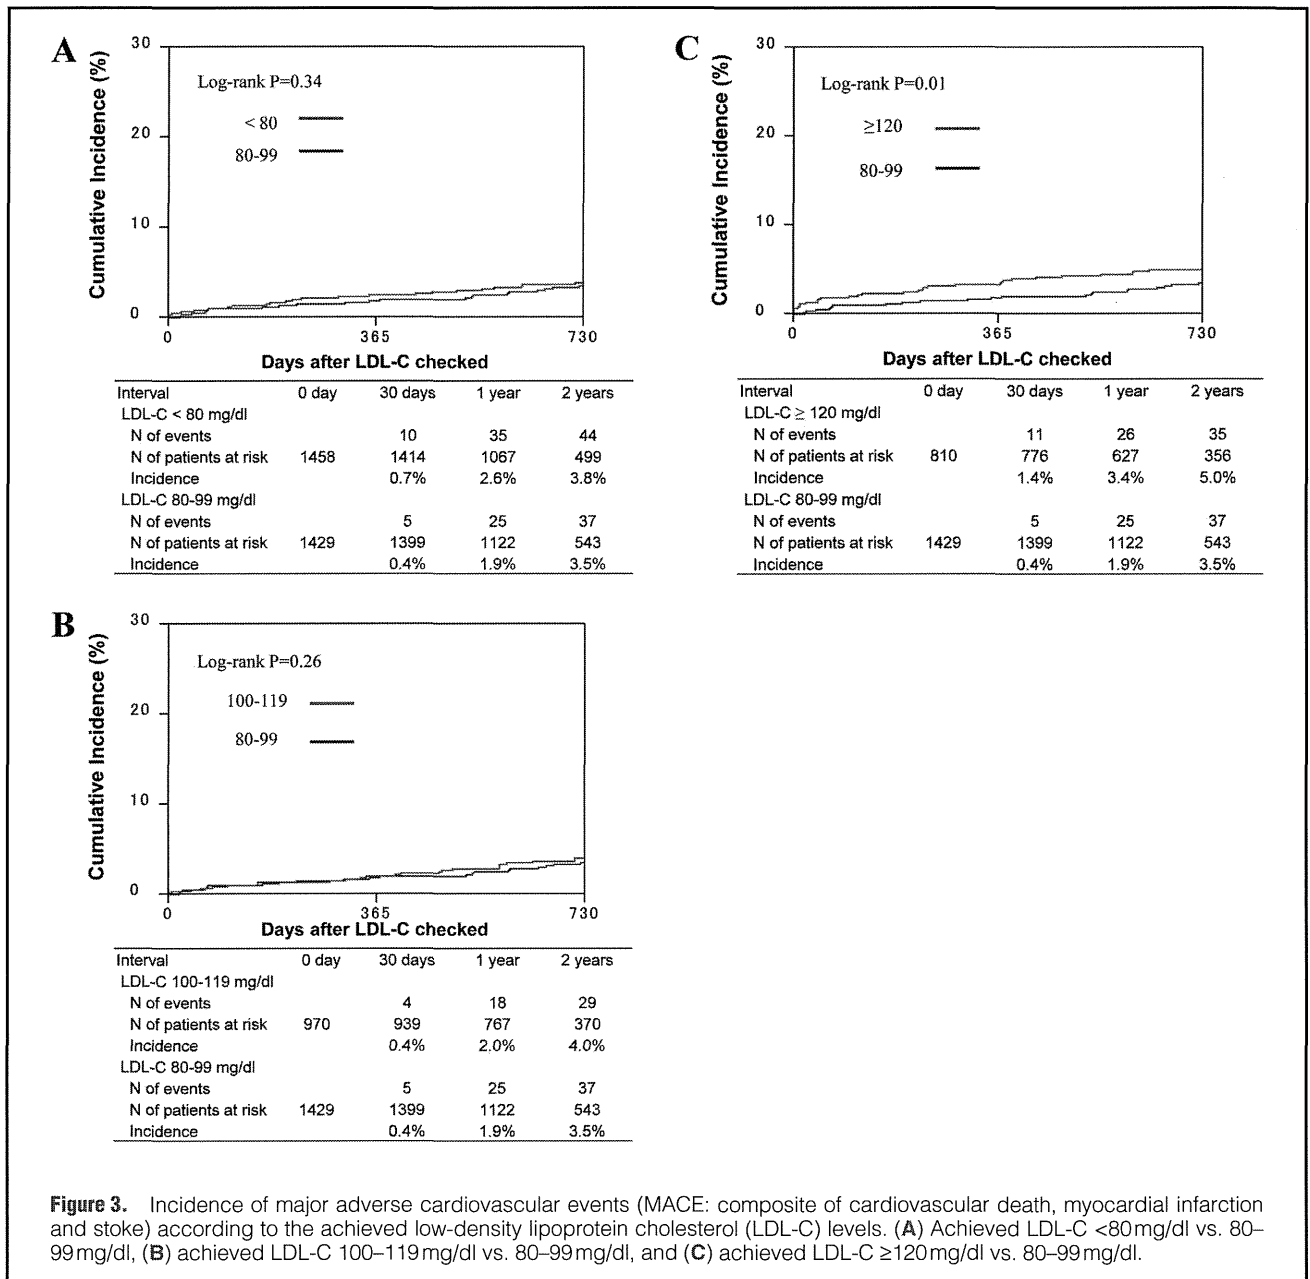 A
Cumulative Incidence (%)
30
20
10
0
Log-rank P=0.34
< 80
80-99
0 365 730
Days after LDL-C checked
Interval 0 day 30 days 1 year 2 years
LDL-C < 80 mg/dl
N of events 10 35 44
N of patients at risk 1458 1414 1067 499
Incidence 0.7% 2.6% 3.8%
LDL-C 80-99 mg/dl
N of events 5 25 37
N of patients at risk 1429 1399 1122 543
Incidence 0.4% 1.9% 3.5%
C
Cumulative Incidence (%)
30
20
10
0
Log-rank P=0.01
≥120
80-99
0 365 730
Days after LDL-C checked
Interval 0 day 30 days 1 year 2 years
LDL-C ≥ 120 mg/dl
N of events 11 26 35
N of patients at risk 810 776 627 356
Incidence 1.4% 3.4% 5.0%
LDL-C 80-99 mg/dl
N of events 5 25 37
N of patients at risk 1429 1399 1122 543
Incidence 0.4% 1.9% 3.5%
B
Cumulative Incidence (%)
30
20
10
0
Log-rank P=0.26
100-119
80-99
0 365 730
Days after LDL-C checked
Interval 0 day 30 days 1 year 2 years
LDL-C 100-119 mg/dl
N of events 4 18 29
N of patients at risk 970 939 767 370
Incidence 0.4% 2.0% 4.0%
LDL-C 80-99 mg/dl
N of events 5 25 37
N of patients at risk 1429 1399 1122 543
Incidence 0.4% 1.9% 3.5%
Figure 3. Incidence of major adverse cardiovascular events (MACE: composite of cardiovascular death, myocardial infarction
and stoke) according to the achieved low-density lipoprotein cholesterol (LDL-C) levels. (A) Achieved LDL-C <80 mg/dl vs. 80–
99 mg/dl, (B) achieved LDL-C 100–119 mg/dl vs. 80–99 mg/dl, and (C) achieved LDL-C ≥120 mg/dl vs. 80–99 mg/dl.